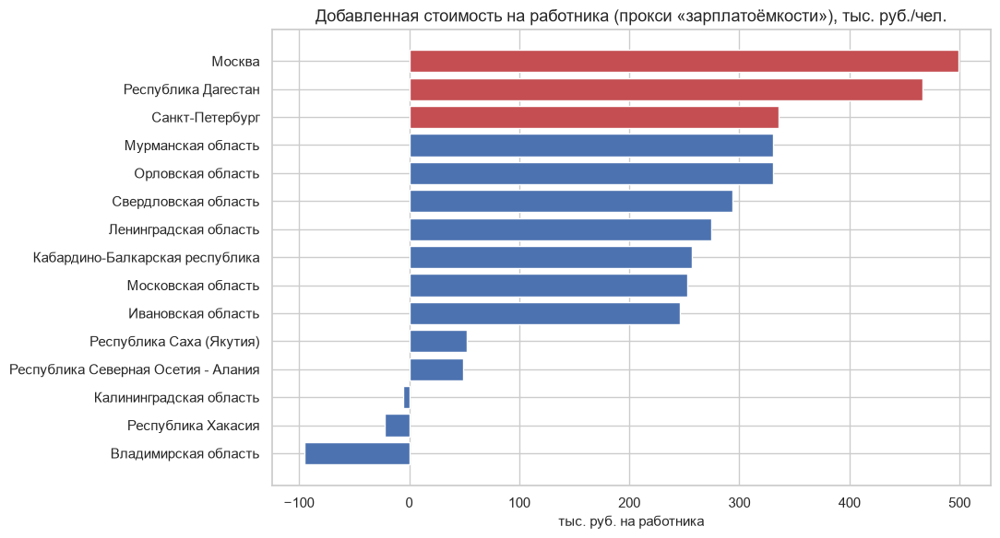 Добавленная стоимость на работника (прокси «зарплатоёмкости»), тыс. руб./чел.
Москва
Республика Дагестан
Санкт-Петербург
Мурманская область
Орловская область
Свердловская область
Ленинградская область
Кабардино-Балкарская республика
Московская область
Ивановская область
Республика Саха (Якутия)
Республика Северная Осетия - Алания
Калининградская область
Республика Хакасия
Владимирская область
−100 0 100 200 300 400 500
тыс. руб. на работника